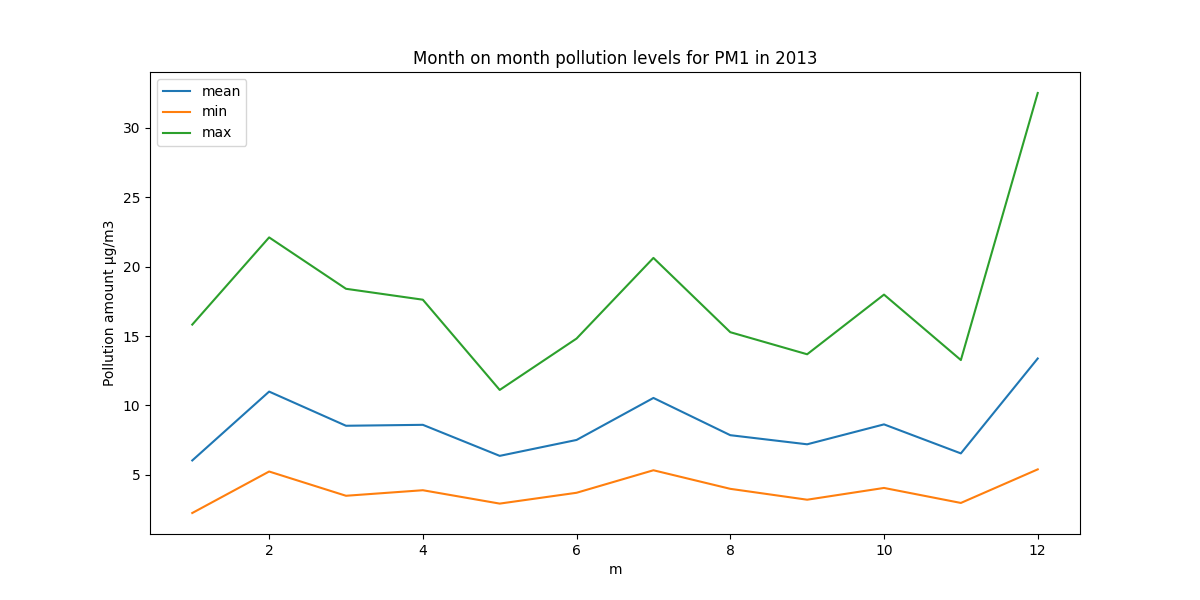 Month on month pollution levels for PM1 in 2013
mean
min
max
30
25
20
15
10
5
Pollution amount µg/m3
2 4 6 8 10 12
m